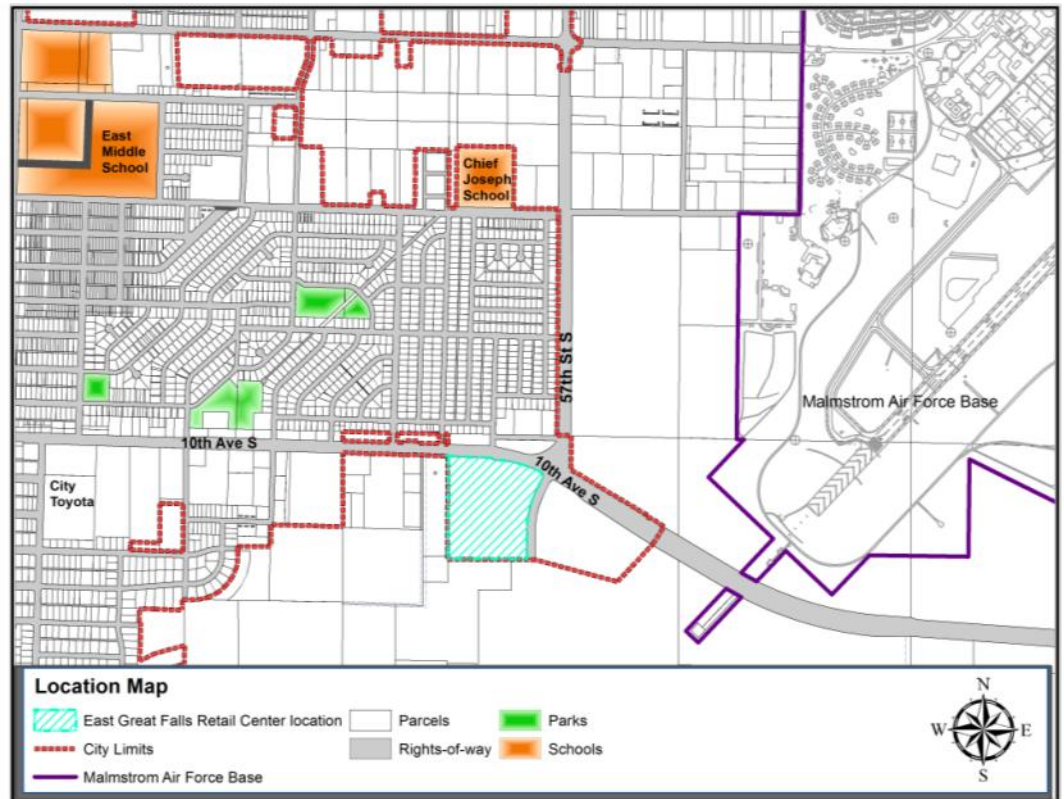 East
Middle
School
Chief
Joseph
School
57th St S
Malmstrom Air Force Base
10th Ave S
10th Ave S
City
Toyota
Location Map
East Great Falls Retail Center location
Parcels
Parks
City Limits
Rights-of-way
Schools
Malmstrom Air Force Base
N
W
E
S